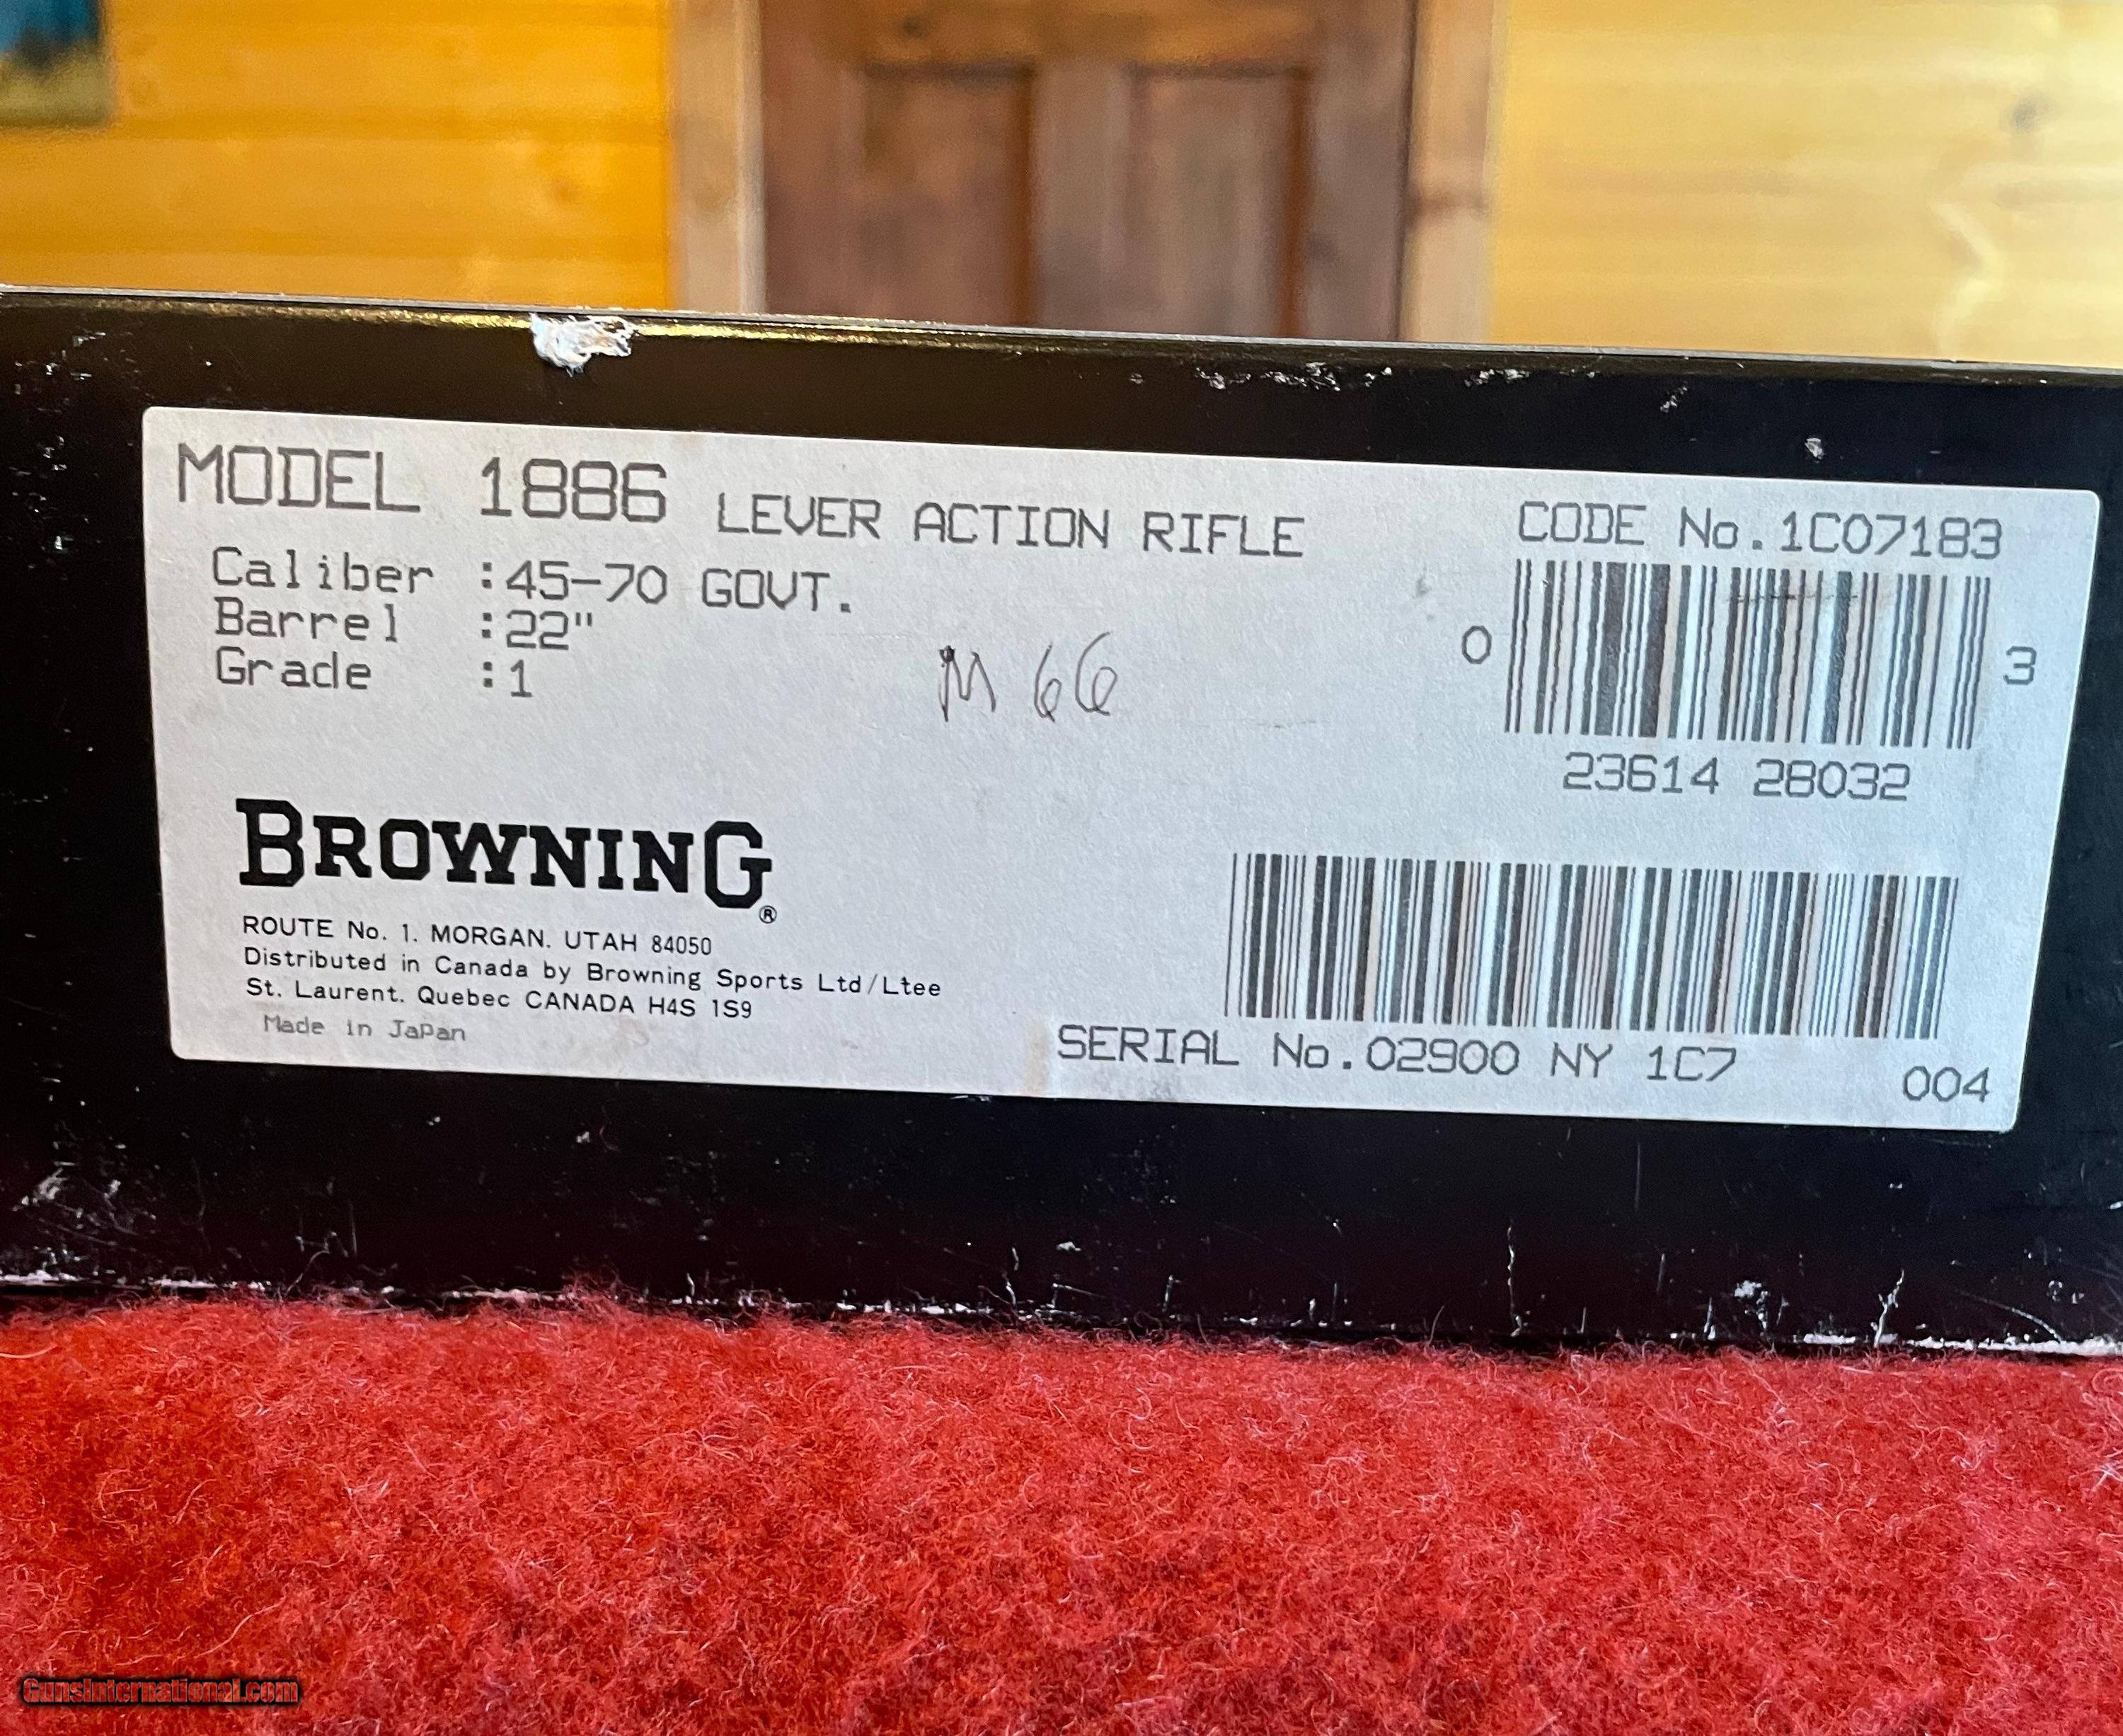 MODEL 1886 LEVER ACTION RIFLE
CODE No.1C07183
Caliber :45-70 GOVT.
Barrel :22"
Grade :1
M 66
0 3
23614 28032
BROWNING®
ROUTE No. 1. MORGAN. UTAH 84050
Distributed in Canada by Browning Sports Ltd/Ltee
St. Laurent. Quebec CANADA H4S 1S9
Made in Japan
SERIAL No.02900 NY 1C7
004
GunsInternational.com